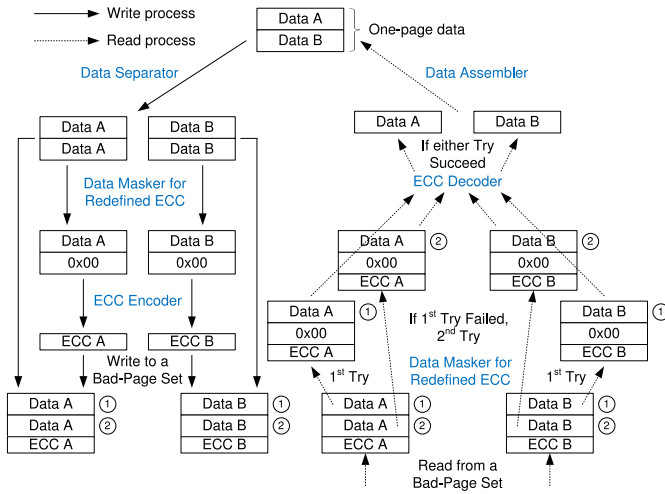 Write process
Read process
Data A
Data B
One-page data
Data Separator
Data Assembler
Data A
Data A
Data B
Data B
Data A
Data B
If either Try
Succeed
ECC Decoder
Data Masker for
Redefined ECC
Data A
0x00
Data B
0x00
Data A
0x00
ECC A
2
Data B
0x00
ECC B
2
ECC Encoder
Data A
0x00
ECC A
1
If 1st Try Failed,
2nd Try
Data B
0x00
ECC B
1
ECC A
ECC B
Write to a
Bad-Page Set
1st Try
Data Masker for
Redefined ECC
1st Try
Data A
1
Data A
2
ECC A
Data B
1
Data B
2
ECC B
Data A
1
Data A
2
ECC A
Data B
1
Data B
2
ECC B
Read from a
Bad-Page Set